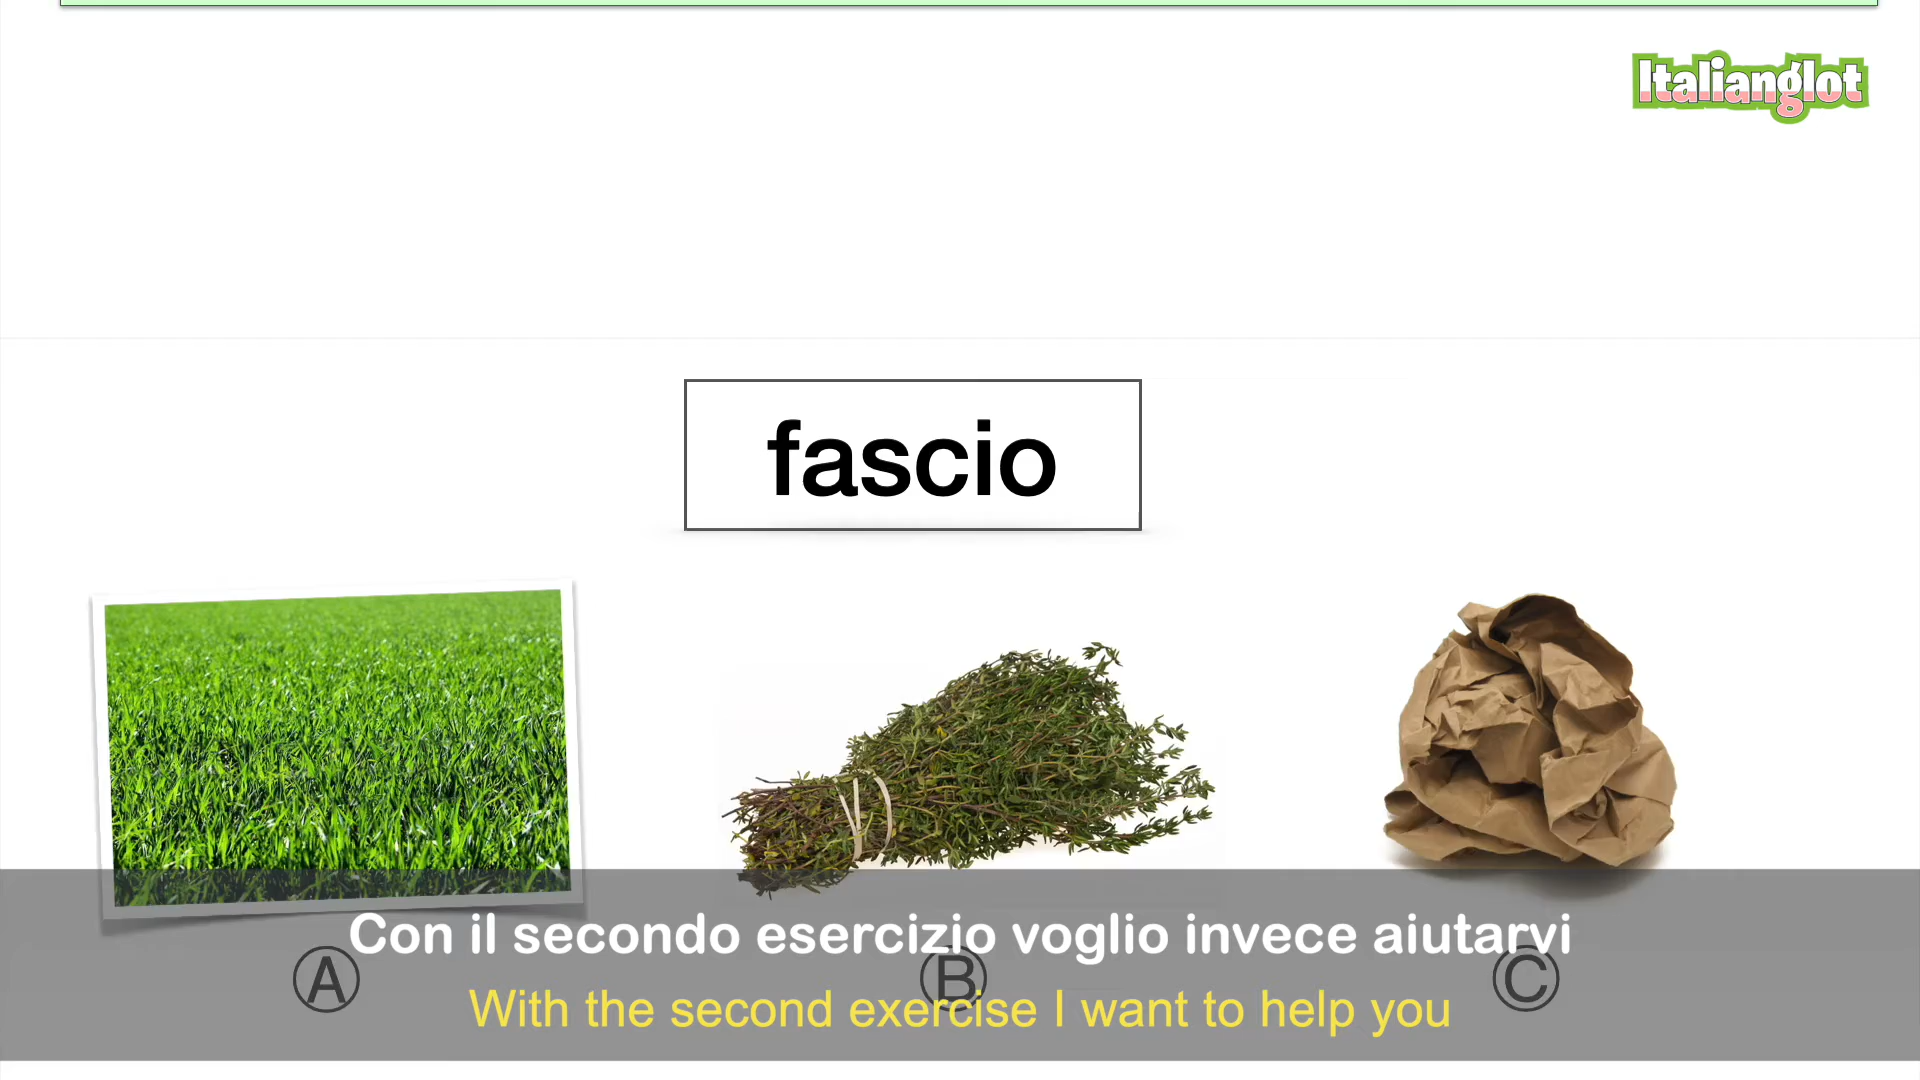 Italianglot
fascio
Con il secondo esercizio voglio invece aiutarvi
A
B
C
With the second exercise I want to help you